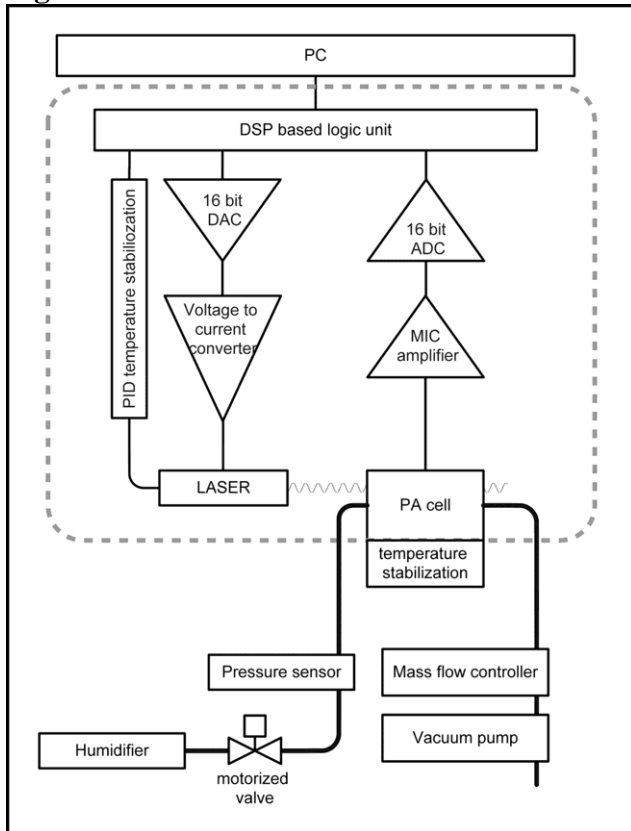 PC
DSP based logic unit
PID temperature stabiliozation
16 bit
DAC
16 bit
ADC
Voltage to
current
converter
MIC
amplifier
LASER
PA cell
temperature
stabilization
Pressure sensor
Mass flow controller
Humidifier
motorized
valve
Vacuum pump